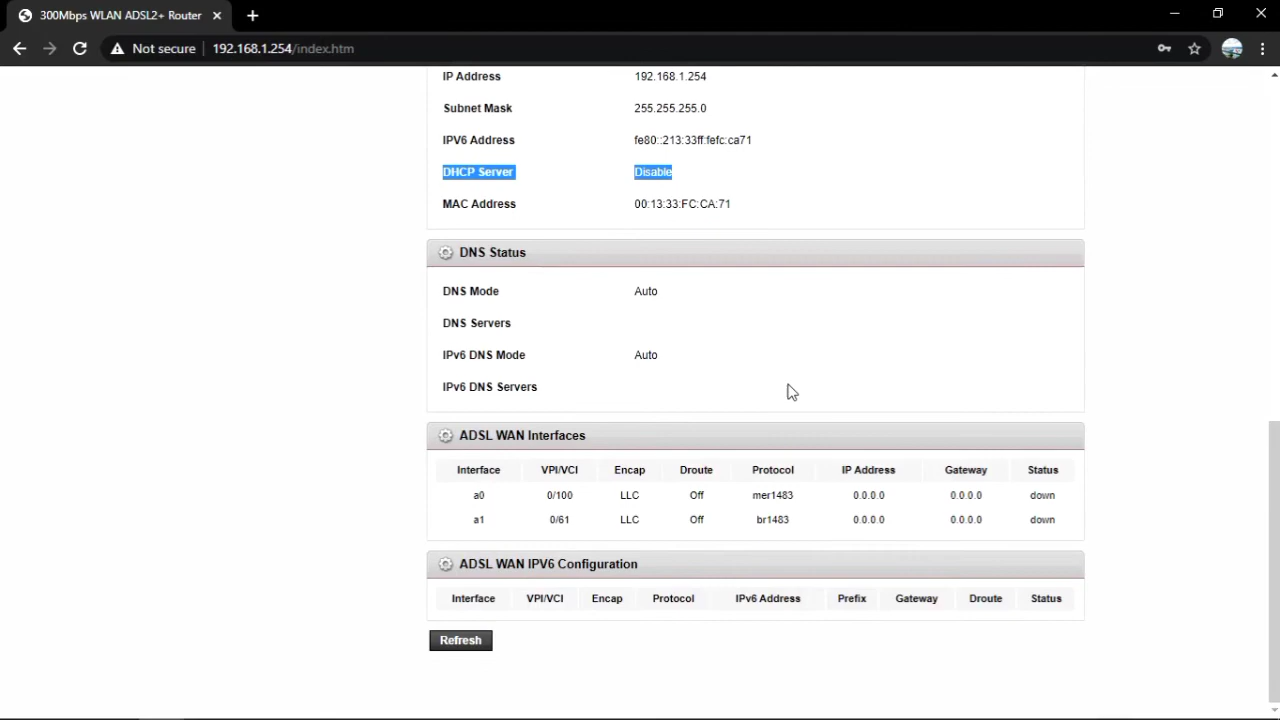 300Mbps WLAN ADSL2+ Router
Not secure 192.168.1.254/index.htm
IP Address 192.168.1.254
Subnet Mask 255.255.255.0
IPV6 Address fe80::213:33ff:fefc:ca71
DHCP Server Disable
MAC Address 00:13:33:FC:CA:71
DNS Status
DNS Mode Auto
DNS Servers
IPv6 DNS Mode Auto
IPv6 DNS Servers
ADSL WAN Interfaces
Interface VPI/VCI Encap Droute Protocol IP Address Gateway Status
a0 0/100 LLC Off mer1483 0.0.0.0 0.0.0.0 down
a1 0/61 LLC Off br1483 0.0.0.0 0.0.0.0 down
ADSL WAN IPV6 Configuration
Interface VPI/VCI Encap Protocol IPv6 Address Prefix Gateway Droute Status
Refresh